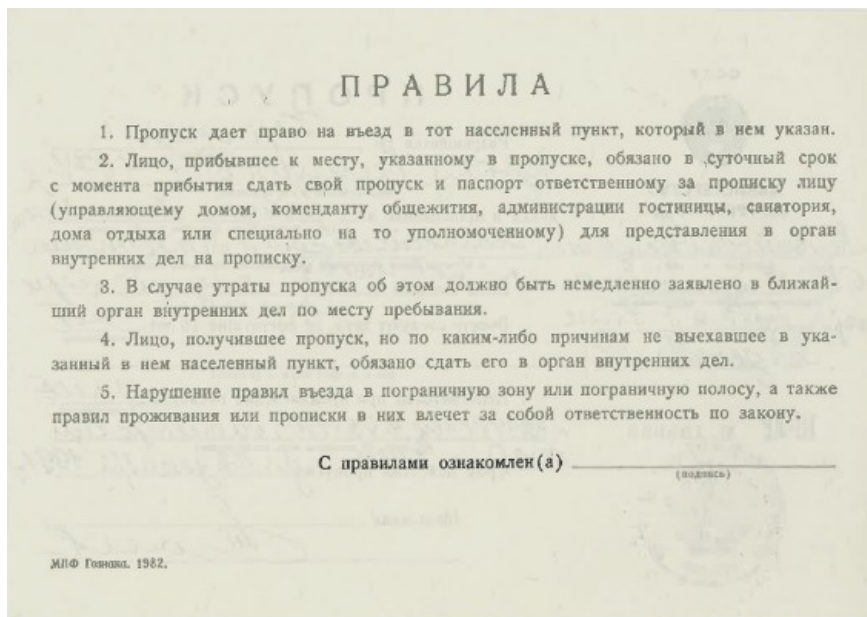 ПРАВИЛА
1. Пропуск дает право на въезд в тот населенный пункт, который в нем указан.
2. Лицо, прибывшее к месту, указанному в пропуске, обязано в суточный срок
с момента прибытия сдать свой пропуск и паспорт ответственному за прописку лицу
(управляющему домом, коменданту общежития, администрации гостиницы, санатория,
дома отдыха или специально на то уполномоченному) для представления в орган
внутренних дел на прописку.
3. В случае утраты пропуска об этом должно быть немедленно заявлено в ближай-
ший орган внутренних дел по месту пребывания.
4. Лицо, получившее пропуск, но по каким-либо причинам не выехавшее в ука-
занный в нем населенный пункт, обязано сдать его в орган внутренних дел.
5. Нарушение правил въезда в пограничную зону или пограничную полосу, а также
правил проживания или прописки в них влечет за собой ответственность по закону.
С правилами ознакомлен(а)
(подпись)
МПФ Гознака. 1982.